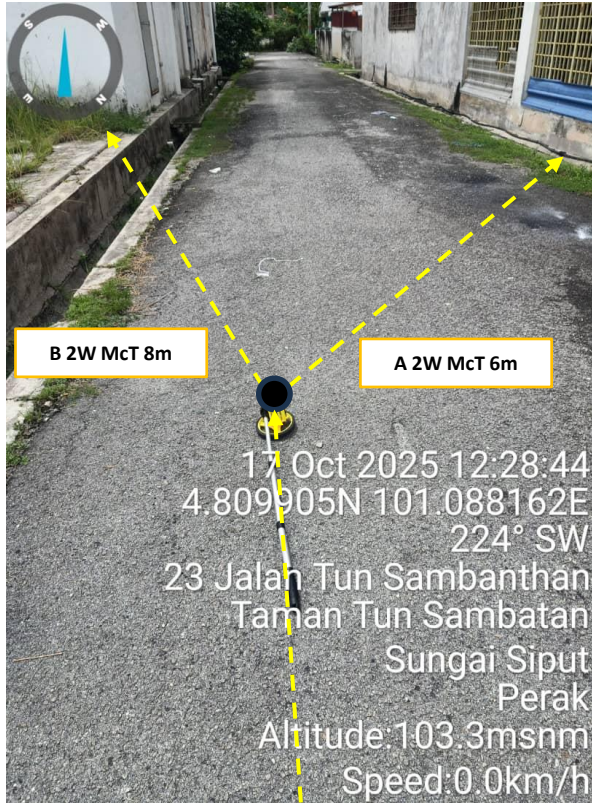 S
W
E
N
B 2W McT 8m
A 2W McT 6m
17 Oct 2025 12:28:44
4.809905N 101.088162E
224° SW
23 Jalan Tun Sambanthan
Taman Tun Sambatan
Sungai Siput
Perak
Altitude:103.3msnm
Speed:0.0km/h